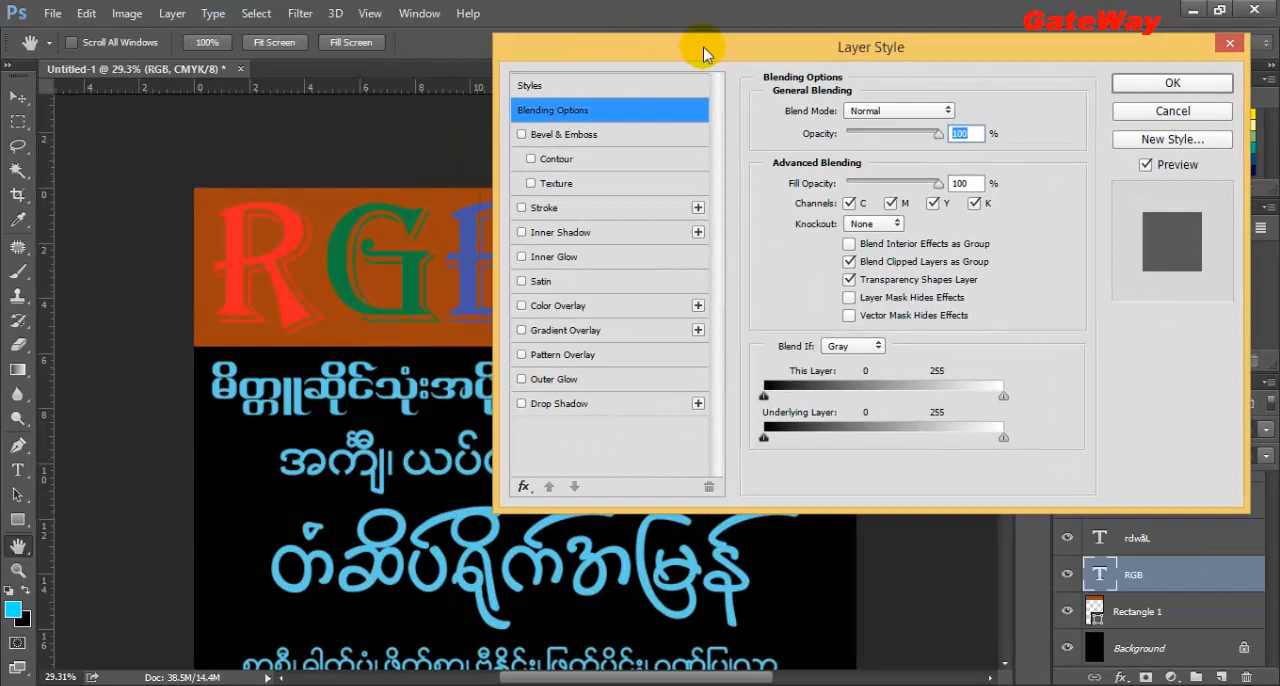 Ps File Edit Image Layer Type Select Filter 3D View Window Help
GateWay
Scroll All Windows 100% Fit Screen Fill Screen
Layer Style
Untitled-1 @ 29.3% (RGB, CMYK/8) *
Styles
Blending Options
Bevel & Emboss
Contour
Texture
Stroke
Inner Shadow
Inner Glow
Satin
Color Overlay
Gradient Overlay
Pattern Overlay
Outer Glow
Drop Shadow
fx
Blending Options
General Blending
Blend Mode: Normal
Opacity: 100 %
Advanced Blending
Fill Opacity: 100 %
Channels: C M Y K
Knockout: None
Blend Interior Effects as Group
Blend Clipped Layers as Group
Transparency Shapes Layer
Layer Mask Hides Effects
Vector Mask Hides Effects
Blend If: Gray
This Layer: 0 255
Underlying Layer: 0 255
OK
Cancel
New Style...
Preview
RG
မိတ္တူဆိုင်သုံးအ
အင်္ကျီ၊ ယပ်
တံဆိပ်ရိုက်အမြန်
rdwåL
RGB
Rectangle 1
Background
29.31% Doc: 38.5M/14.4M